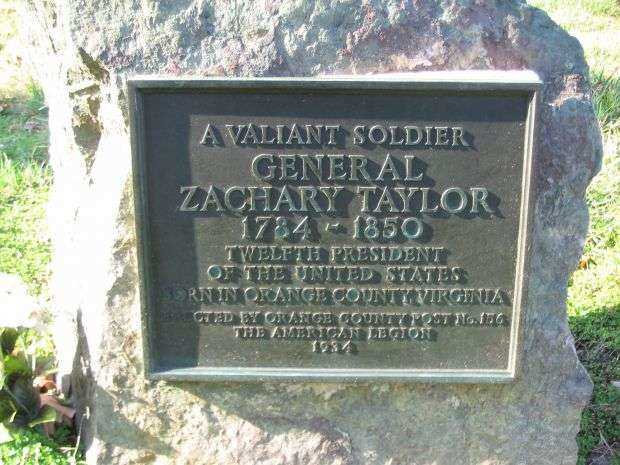 A VALIANT SOLDIER
GENERAL
ZACHARY TAYLOR
1784 - 1850
TWELFTH PRESIDENT
OF THE UNITED STATES
BORN IN ORANGE COUNTY VIRGINIA
ERECTED BY ORANGE COUNTY POST No. 156
THE AMERICAN LEGION
1934